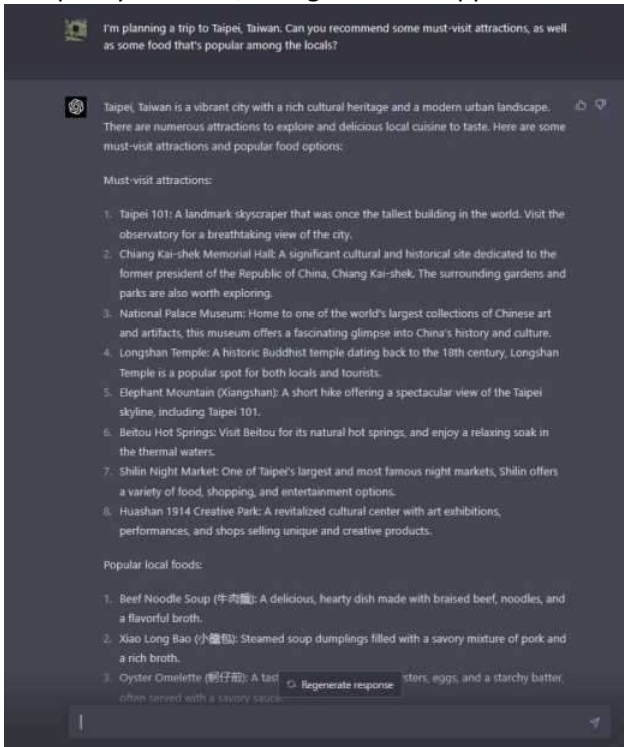 I'm planning a trip to Taipei, Taiwan. Can you recommend some must-visit attractions, as well
as some food that's popular among the locals?
Taipei, Taiwan is a vibrant city with a rich cultural heritage and a modern urban landscape.
There are numerous attractions to explore and delicious local cuisine to taste. Here are some
must-visit attractions and popular food options:
Must-visit attractions:
1. Taipei 101: A landmark skyscraper that was once the tallest building in the world. Visit the
observatory for a breathtaking view of the city.
2. Chiang Kai-shek Memorial Hall: A significant cultural and historical site dedicated to the
former president of the Republic of China, Chiang Kai-shek. The surrounding gardens and
parks are also worth exploring.
3. National Palace Museum: Home to one of the world's largest collections of Chinese art
and artifacts, this museum offers a fascinating glimpse into China's history and culture.
4. Longshan Temple: A historic Buddhist temple dating back to the 18th century, Longshan
Temple is a popular spot for both locals and tourists.
5. Elephant Mountain (Xiangshan): A short hike offering a spectacular view of the Taipei
skyline, including Taipei 101.
6. Beitou Hot Springs: Visit Beitou for its natural hot springs, and enjoy a relaxing soak in
the thermal waters.
7. Shilin Night Market: One of Taipei's largest and most famous night markets, Shilin offers
a variety of food, shopping, and entertainment options.
8. Huashan 1914 Creative Park: A revitalized cultural center with art exhibitions,
performances, and shops selling unique and creative products.
Popular local foods:
1. Beef Noodle Soup (牛肉麵): A delicious, hearty dish made with braised beef, noodles, and
a flavorful broth.
2. Xiao Long Bao (小籠包): Steamed soup dumplings filled with a savory mixture of pork and
a rich broth.
3. Oyster Omelette (蚵仔煎): A tast sters, eggs, and a starchy batter,
Regenerate response
often served with a savory sauce.